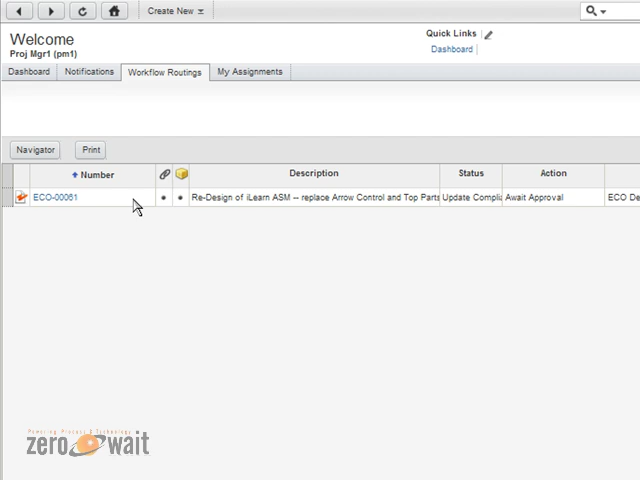 Create New
Welcome
Proj Mgr1 (pm1)
Quick Links
Dashboard
Dashboard Notifications Workflow Routings My Assignments
Navigator Print
Number Description Status Action
ECO-00061 Re-Design of iLearn ASM -- replace Arrow Control and Top Parts Update Complia Await Approval ECO De
Powering Process & Technology
zero wait